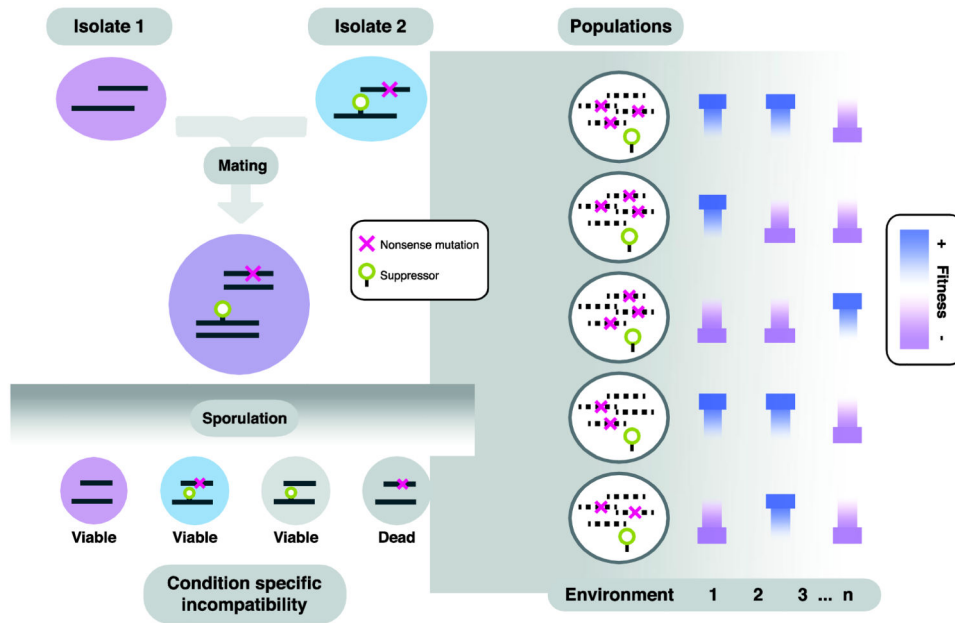 Isolate 1
Isolate 2
Mating
Nonsense mutation
Suppressor
Sporulation
Viable
Viable
Viable
Dead
Condition specific
incompatibility
Populations
+ Fitness -
Environment 1 2 3 ... n